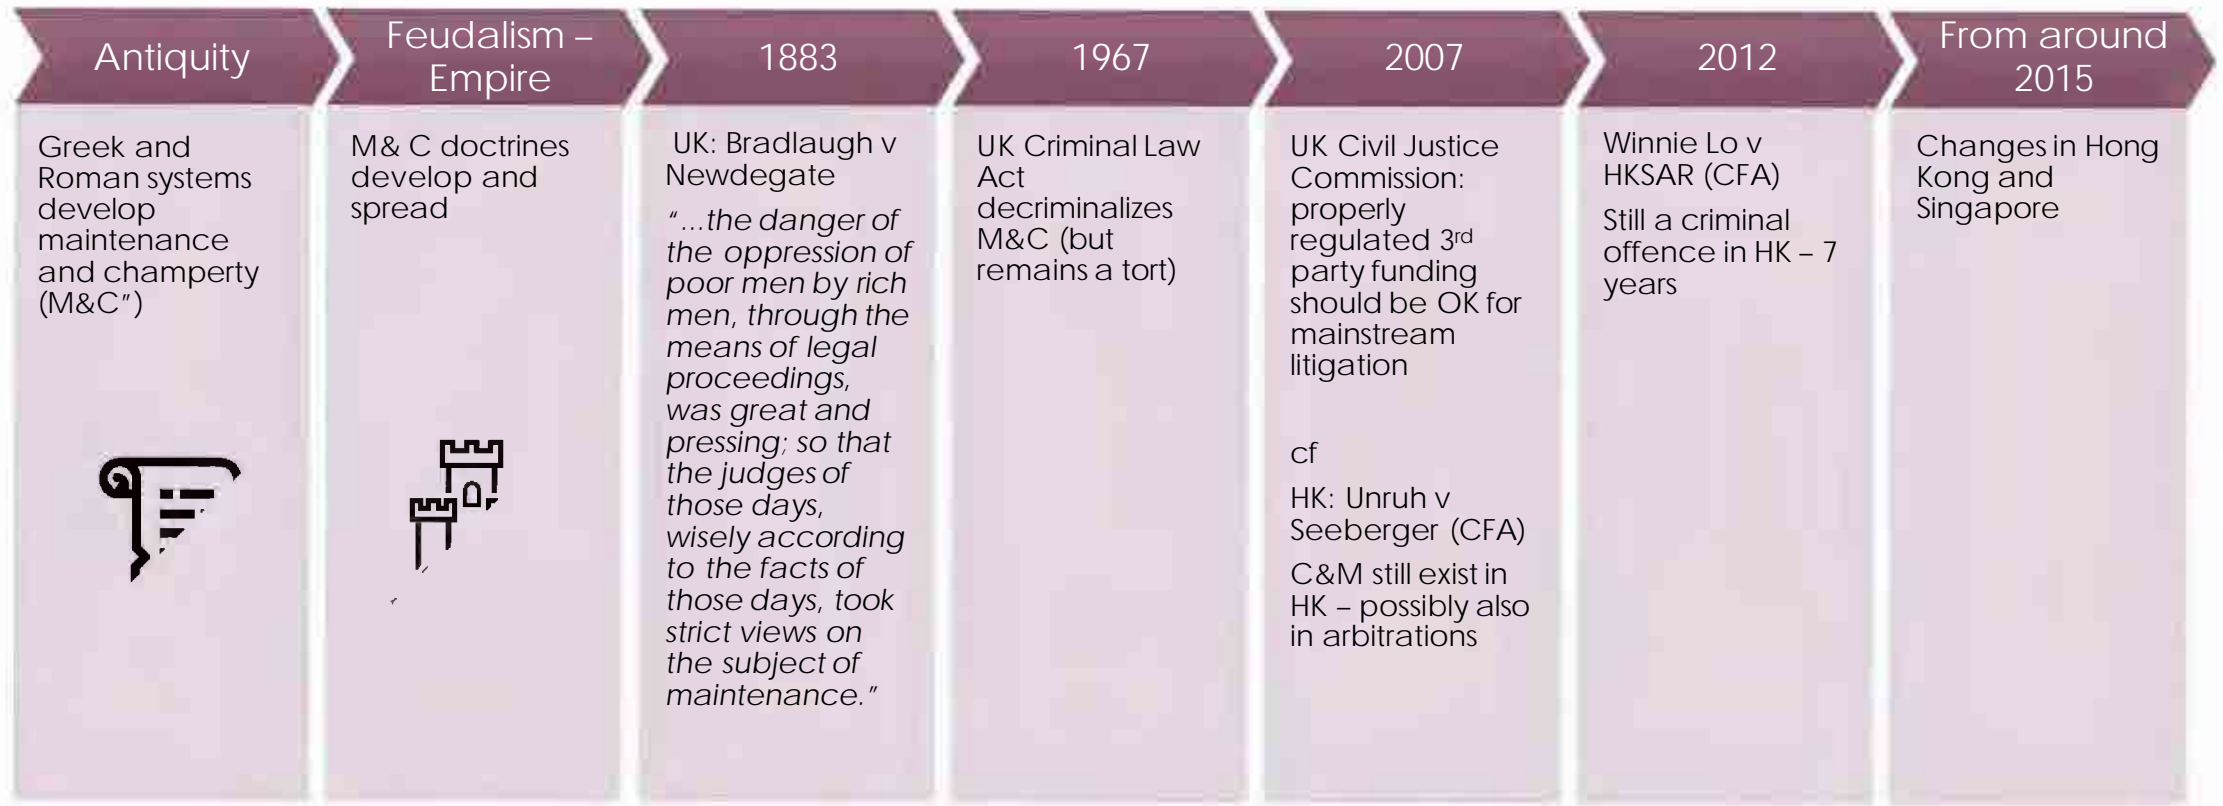 Antiquity
Greek and
Roman systems
develop
maintenance
and champerty
(M&C")
Feudalism –
Empire
M& C doctrines
develop and
spread
1883
UK: Bradlaugh v
Newdegate
"...the danger of
the oppression of
poor men by rich
men, through the
means of legal
proceedings,
was great and
pressing; so that
the judges of
those days,
wisely according
to the facts of
those days, took
strict views on
the subject of
maintenance."
1967
UK Criminal Law
Act
decriminalizes
M&C (but
remains a tort)
2007
UK Civil Justice
Commission:
properly
regulated 3rd
party funding
should be OK for
mainstream
litigation
cf
HK: Unruh v
Seeberger (CFA)
C&M still exist in
HK – possibly also
in arbitrations
2012
Winnie Lo v
HKSAR (CFA)
Still a criminal
offence in HK – 7
years
From around
2015
Changes in Hong
Kong and
Singapore